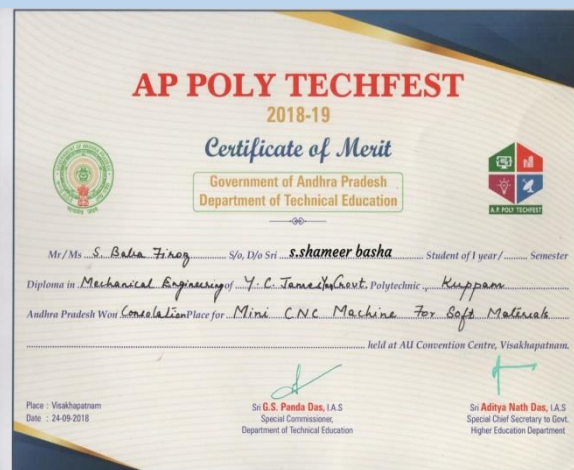 AP POLY TECHFEST
2018-19
Certificate of Merit
Government of Andhra Pradesh
Department of Technical Education
A P POLY TECHFEST
Mr/Ms S. Baba Firoz S/o, D/o Sri s.shameer basha Student of I year/ Semester
Diploma in Mechanical Engineering of Y.C. James Yen Govt. Polytechnic., Kuppam
Andhra Pradesh Won Consolation Place for Mini CNC Machine For Soft Materials
held at AU Convention Centre, Visakhapatnam.
Place : Visakhapatnam
Date : 24-09-2018
Sri G.S. Panda Das, I.A.S
Special Commissioner,
Department of Technical Education
Sri Aditya Nath Das, I.A.S
Special Chief Secretary to Govt.
Higher Education Department